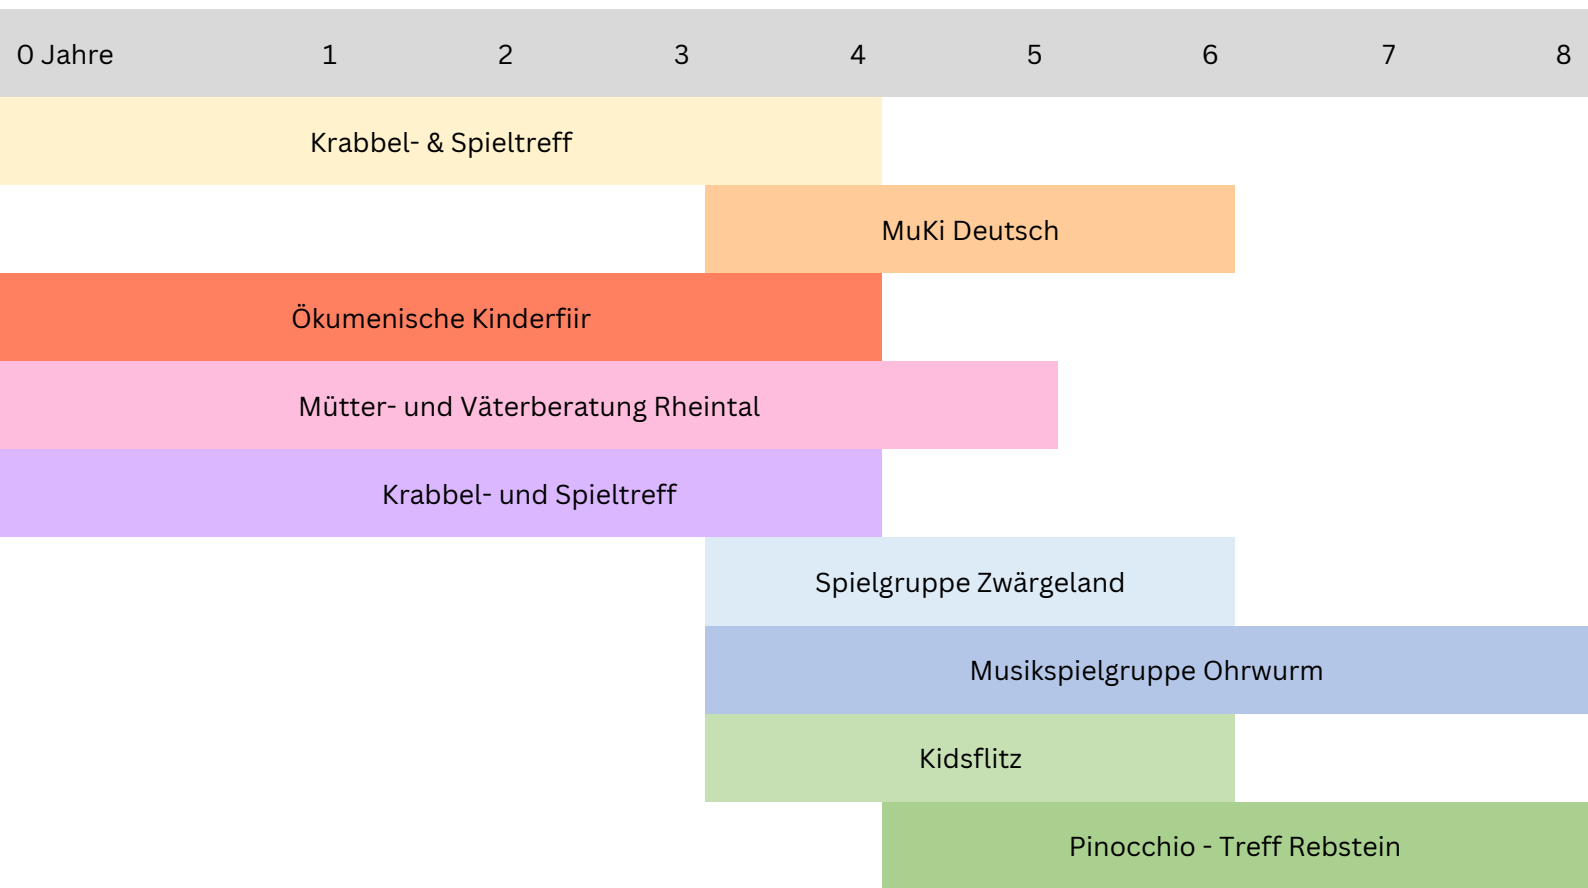 0 Jahre 1 2 3 4 5 6 7 8
Krabbel- & Spieltreff
MuKi Deutsch
Ökumenische Kinderfiir
Mütter- und Väterberatung Rheintal
Krabbel- und Spieltreff
Spielgruppe Zwärgeland
Musikspielgruppe Ohrwurm
Kidsflitz
Pinocchio - Treff Rebstein